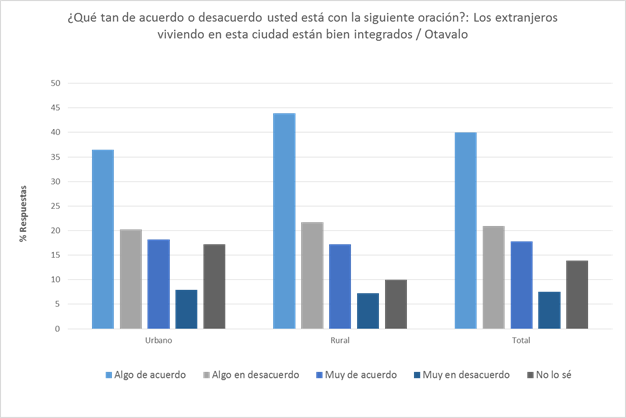 ¿Qué tan de acuerdo o desacuerdo usted está con la siguiente oración?: Los extranjeros
viviendo en esta ciudad están bien integrados / Otavalo
50
45
40
35
30
25
20
15
10
5
0
% Respuestas
Urbano Rural Total
Algo de acuerdo Algo en desacuerdo Muy de acuerdo Muy en desacuerdo No lo sé